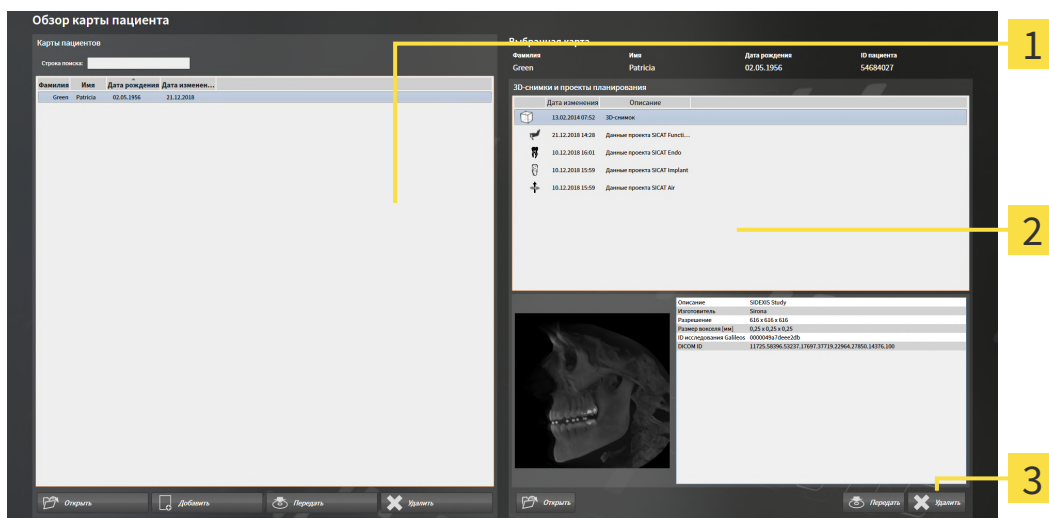 Обзор карты пациента
Карты пациентов
Строка поиска:
Фамилия Имя Дата рождения Дата изменен...
Green Patricia 02.05.1956 21.12.2018
Открыть Добавить Передать Удалить
Выбранная карта
Фамилия Имя Дата рождения ID пациента
Green Patricia 02.05.1956 54684027
3D-снимки и проекты планирования
Дата изменения Описание
13.02.2014 07:52 3D-снимок
21.12.2018 14:28 Данные проекта SICAT Functi...
10.12.2018 16:01 Данные проекта SICAT Endo
10.12.2018 15:59 Данные проекта SICAT Implant
10.12.2018 15:59 Данные проекта SICAT Air
Описание SIDEXIS Study
Изготовитель Sirona
Разрешение 616 x 616 x 616
Размер вокселя [мм] 0,25 x 0,25 x 0,25
ID исследования Galileos 0000049a7deee2db
DICOM ID 11725.58396.53237.17697.37719.22964.27850.14376.100
Открыть Передать Удалить
1
2
3